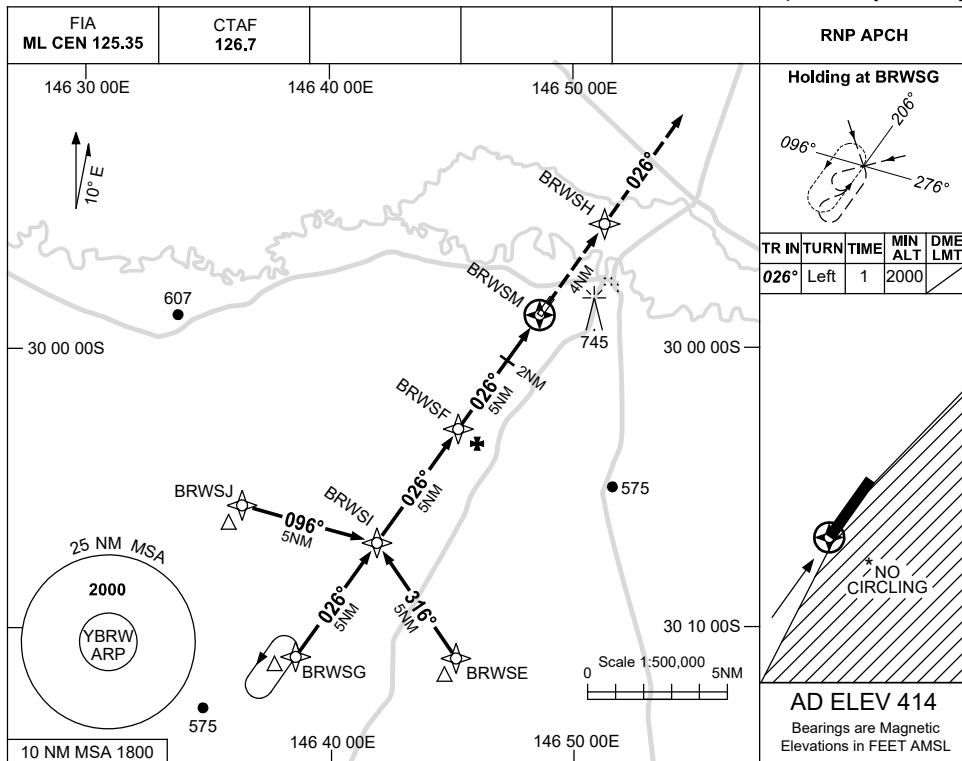 FIA
ML CEN 125.35
CTAF
126.7
RNP APCH
146 30 00E
146 40 00E
146 50 00E
10° E
Holding at BRWSG
096°
206°
276°
TR IN TURN TIME MIN ALT DME LMT
026° Left 1 2000
026°
BRWSH
4NM
BRWSM
607
745
30 00 00S
30 00 00S
2NM
026°
5NM
BRWSF
575
026°
5NM
BRWSJ
BRWSI
096°
5NM
25 NM MSA
2000
YBRW
ARP
026°
5NM
316°
5NM
*NO
CIRCLING
30 10 00S
BRWSG
BRWSE
Scale 1:500,000
0 5NM
575
AD ELEV 414
Bearings are Magnetic
Elevations in FEET AMSL
10 NM MSA 1800
146 40 00E
146 50 00E